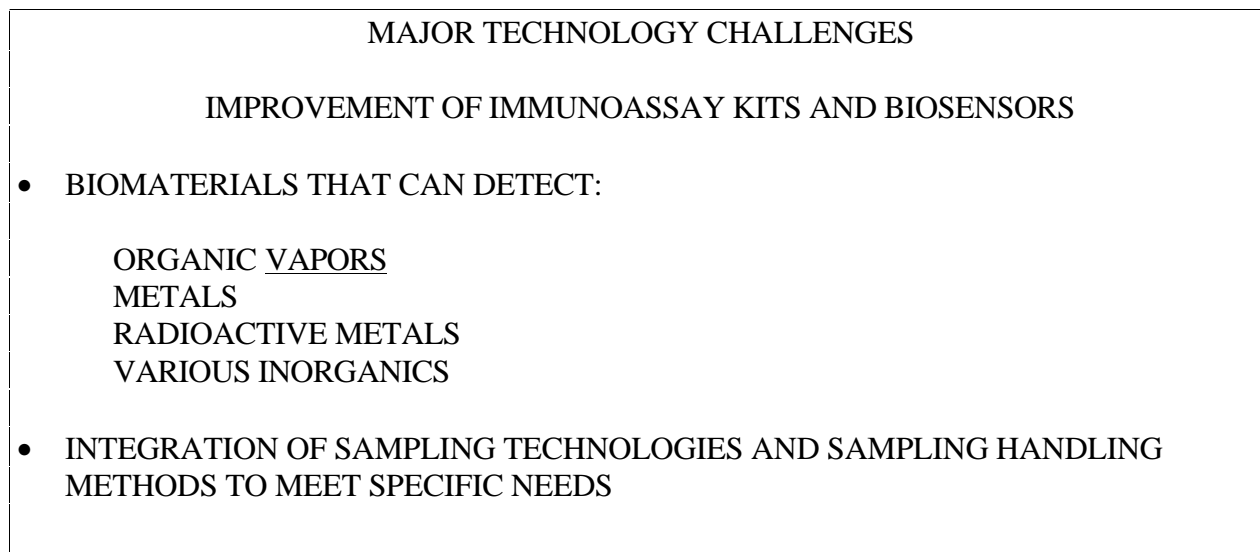 MAJOR TECHNOLOGY CHALLENGES
IMPROVEMENT OF IMMUNOASSAY KITS AND BIOSENSORS
• BIOMATERIALS THAT CAN DETECT:
ORGANIC VAPORS
METALS
RADIOACTIVE METALS
VARIOUS INORGANICS
• INTEGRATION OF SAMPLING TECHNOLOGIES AND SAMPLING HANDLING
METHODS TO MEET SPECIFIC NEEDS